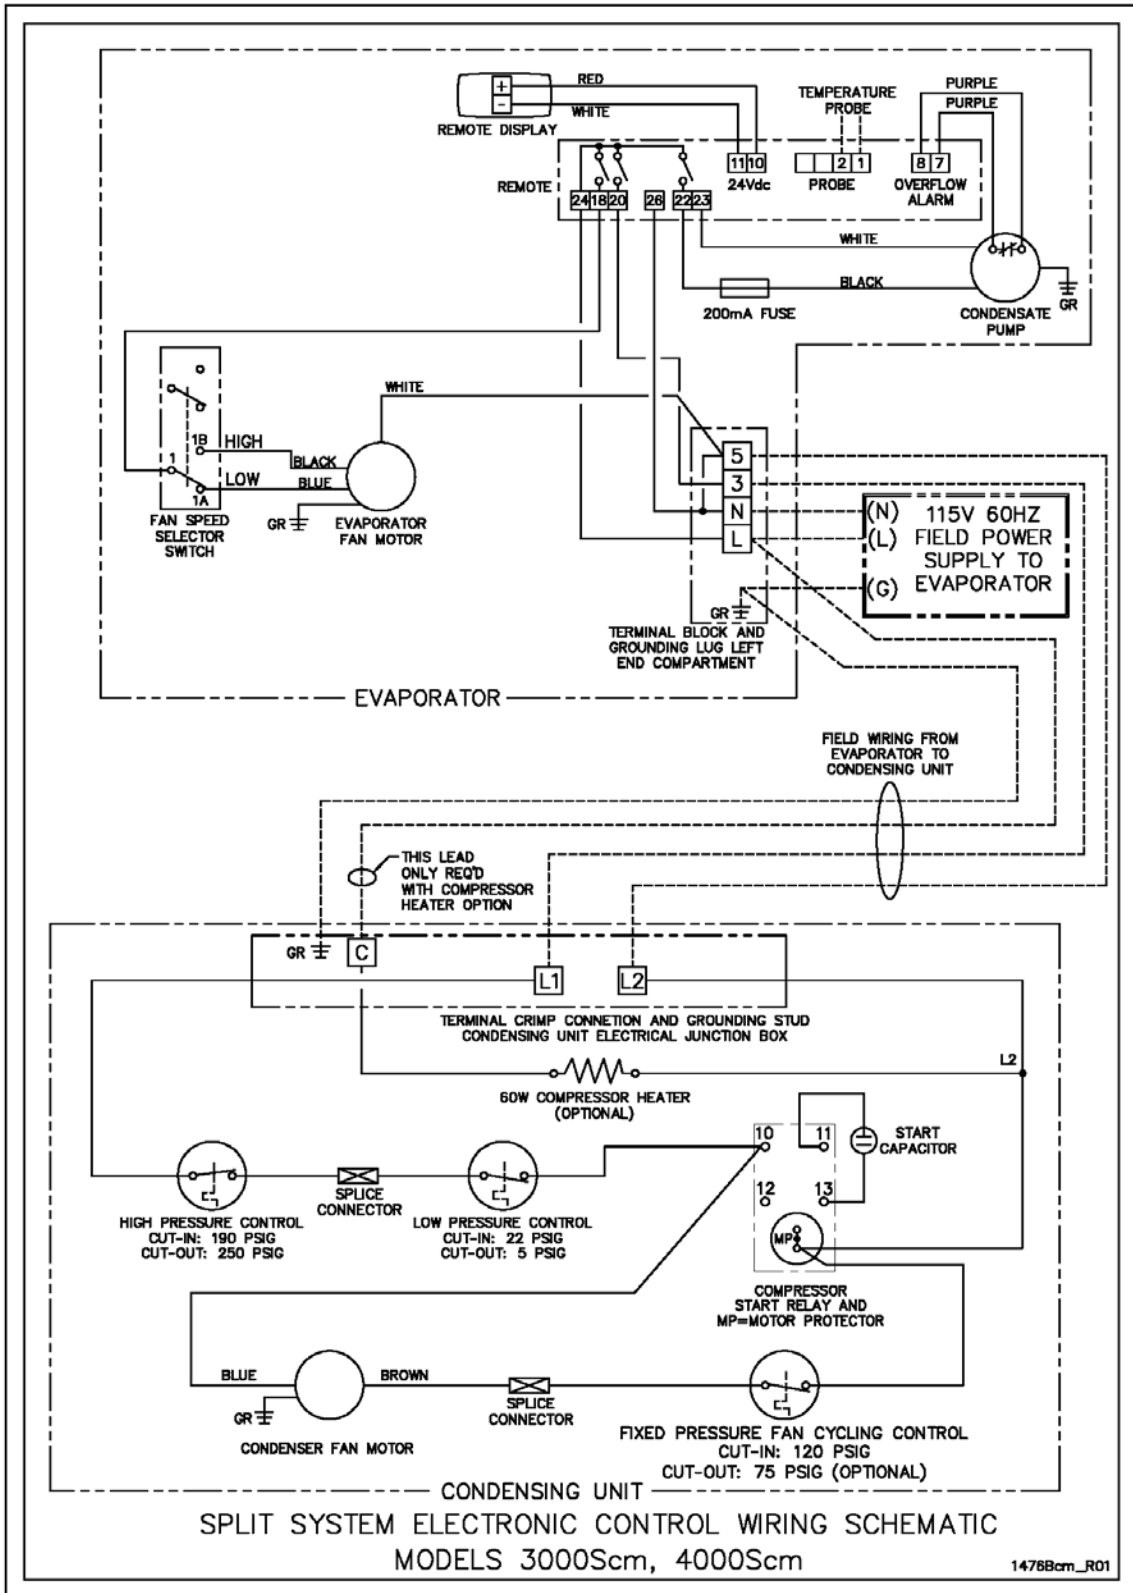 RED
WHITE
REMOTE DISPLAY
TEMPERATURE
PROBE
PURPLE
PURPLE
REMOTE
24 18 20 26 22 23
11 10
24Vdc
2 1
PROBE
8 7
OVERFLOW
ALARM
WHITE
BLACK
200mA FUSE
GR
CONDENSATE
PUMP
WHITE
1B
HIGH
BLACK
1
LOW
BLUE
1A
FAN SPEED
SELECTOR
SWITCH
GR
EVAPORATOR
FAN MOTOR
5
3
N
L
GR
TERMINAL BLOCK AND
GROUNDING LUG LEFT
END COMPARTMENT
(N)
(L)
(G)
115V 60HZ
FIELD POWER
SUPPLY TO
EVAPORATOR
EVAPORATOR
FIELD WIRING FROM
EVAPORATOR TO
CONDENSING UNIT
THIS LEAD
ONLY REQ'D
WITH COMPRESSOR
HEATER OPTION
GR
C
L1
L2
TERMINAL CRIMP CONNETION AND GROUNDING STUD
CONDENSING UNIT ELECTRICAL JUNCTION BOX
L2
60W COMPRESSOR HEATER
(OPTIONAL)
10 11
START
CAPACITOR
12 13
MP
COMPRESSOR
START RELAY AND
MP=MOTOR PROTECTOR
HIGH PRESSURE CONTROL
CUT-IN: 190 PSIG
CUT-OUT: 250 PSIG
SPLICE
CONNECTOR
LOW PRESSURE CONTROL
CUT-IN: 22 PSIG
CUT-OUT: 5 PSIG
BLUE
GR
BROWN
CONDENSER FAN MOTOR
SPLICE
CONNECTOR
FIXED PRESSURE FAN CYCLING CONTROL
CUT-IN: 120 PSIG
CUT-OUT: 75 PSIG (OPTIONAL)
CONDENSING UNIT
SPLIT SYSTEM ELECTRONIC CONTROL WIRING SCHEMATIC
MODELS 3000Scm, 4000Scm
1476Bcm_R01